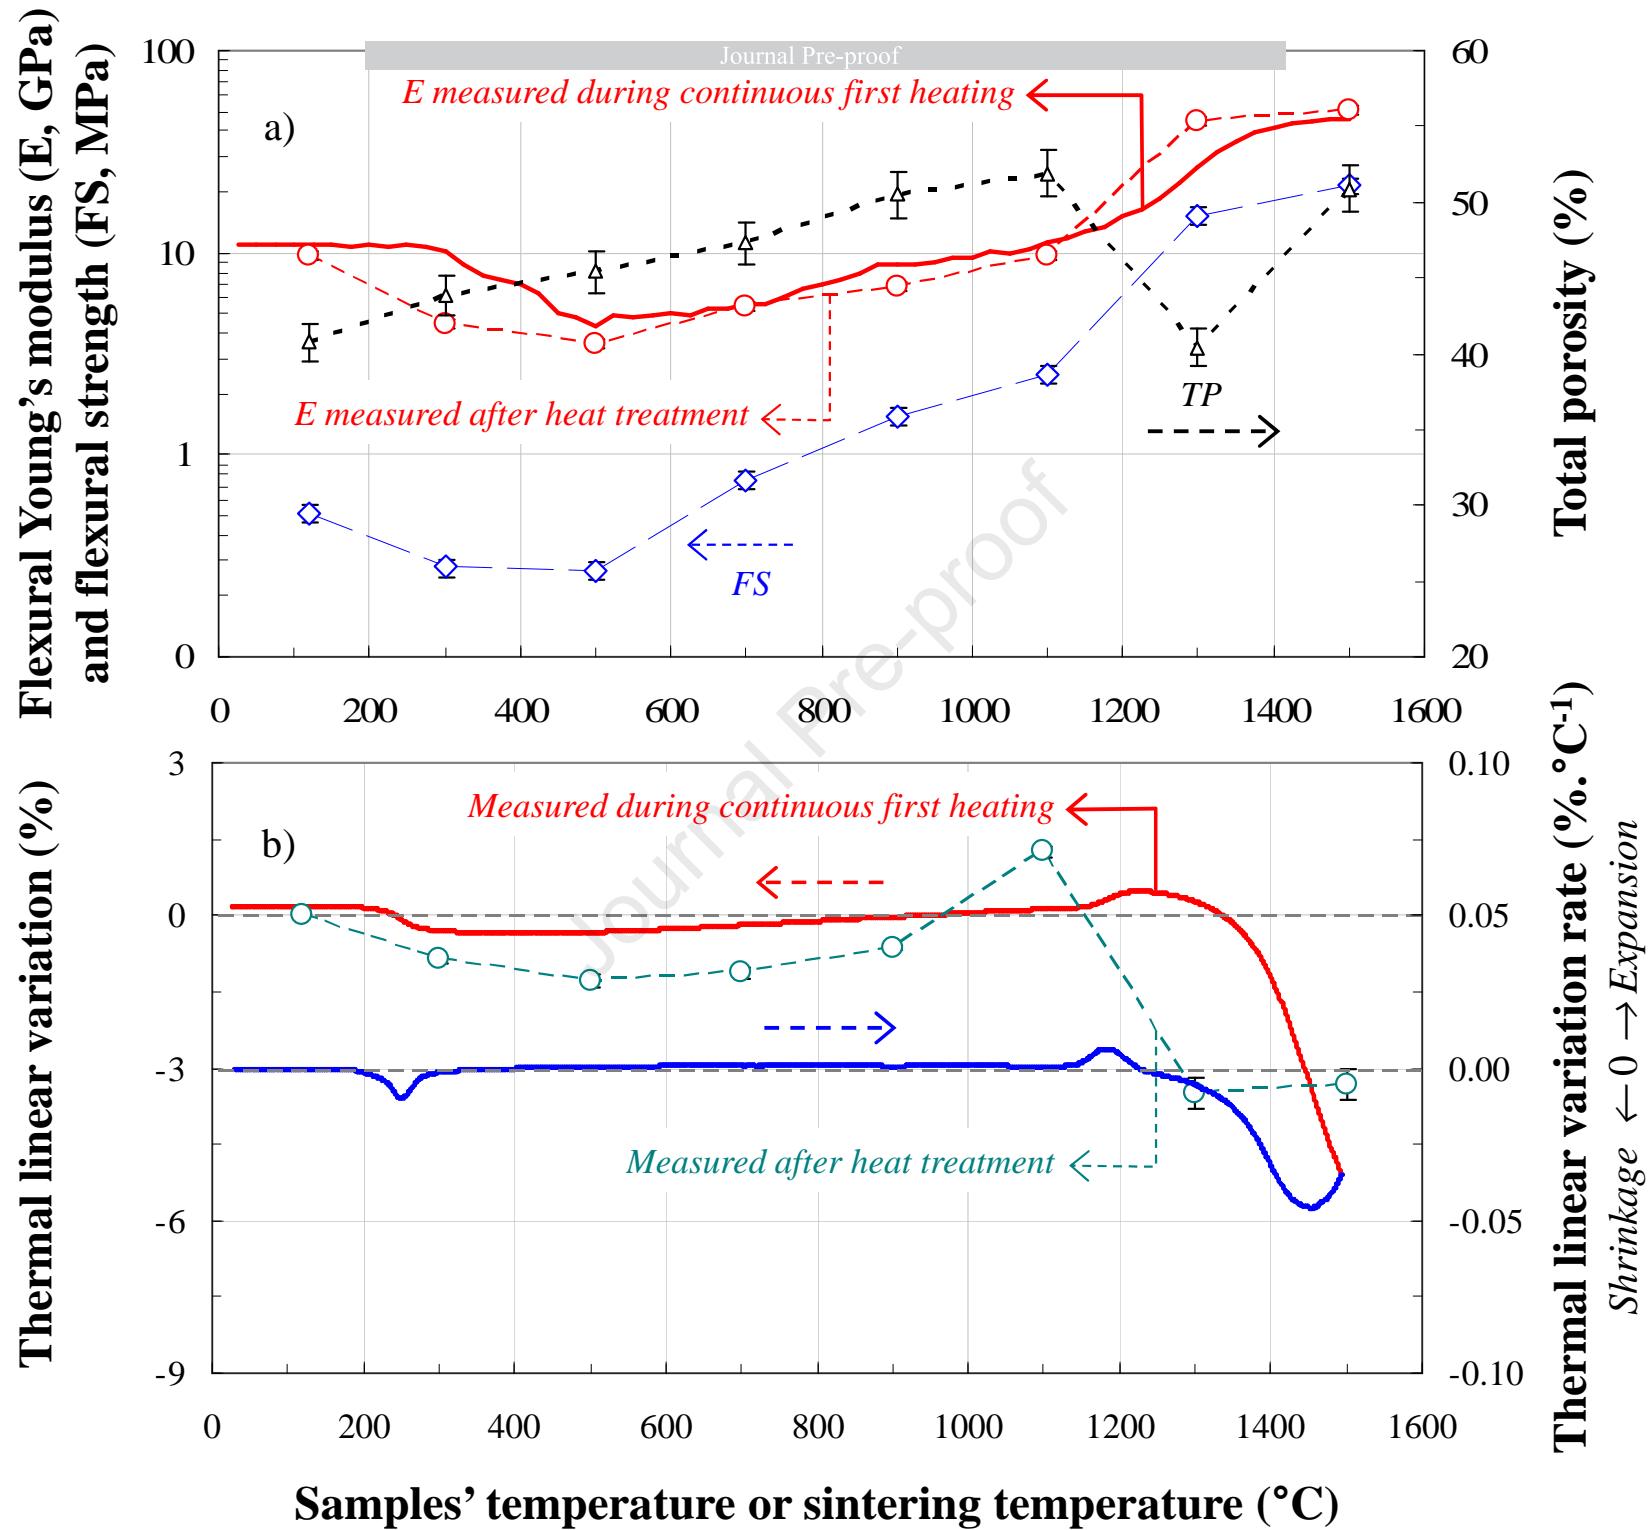 Flexural Young's modulus (E, GPa)
and flexural strength (FS, MPa)
Journal Pre-proof
100
10
1
0
a)
E measured during continuous first heating
E measured after heat treatment
FS
TP
60
50
40
30
20
Total porosity (%)
0 200 400 600 800 1000 1200 1400 1600
Journal Pre-proof
Thermal linear variation (%)
3
0
-3
-6
-9
b)
Measured during continuous first heating
Measured after heat treatment
0.10
0.05
0.00
-0.05
-0.10
Thermal linear variation rate (%.°C-1)
Shrinkage ← 0 → Expansion
0 200 400 600 800 1000 1200 1400 1600
Samples' temperature or sintering temperature (°C)